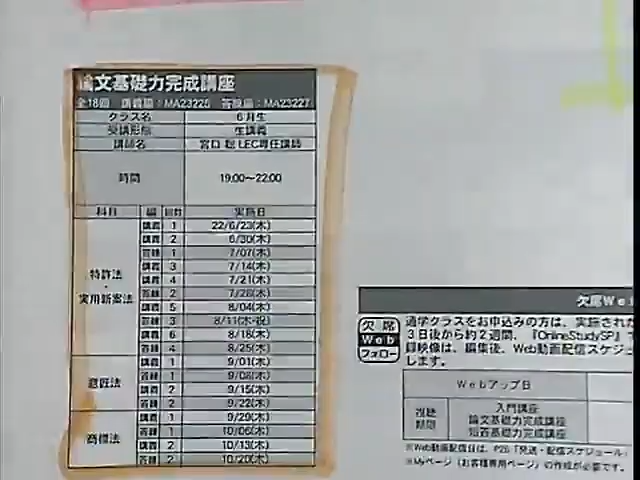 論文基礎力完成講座
全18回 講義編:MA23225 答練編:MA23227
クラス名 6月生
受講形態 生講義
講師名 宮口 聡 LEC専任講師
時間 19:00〜22:00
科目 編 回数 実施日
特許法・実用新案法
講義 1 22/6/23(木)
講義 2 6/30(木)
答練 1 7/07(木)
講義 3 7/14(木)
講義 4 7/21(木)
答練 2 7/28(木)
講義 5 8/04(木)
答練 3 8/11(木・祝)
講義 6 8/18(木)
答練 4 8/25(木)
意匠法
講義 1 9/01(木)
答練 1 9/08(木)
講義 2 9/15(木)
答練 2 9/22(木)
商標法
講義 1 9/29(木)
答練 1 10/06(木)
講義 2 10/13(木)
答練 2 10/20(木)
欠席We
欠席
Web
フォロー
通学クラスをお申込みの方は、実施された
3日後から約2週間、『OnlineStudySP』で
録映像は、編集後、Web動画配信スケジュ
します。
Webアップ日
視聴期間
入門講座
論文基礎力完成講座
短答基礎力完成講座
※Web動画配信日は、P26「発送・配信スケジュール」
※Myページ(お客様専用ページ)の作成が必要です。